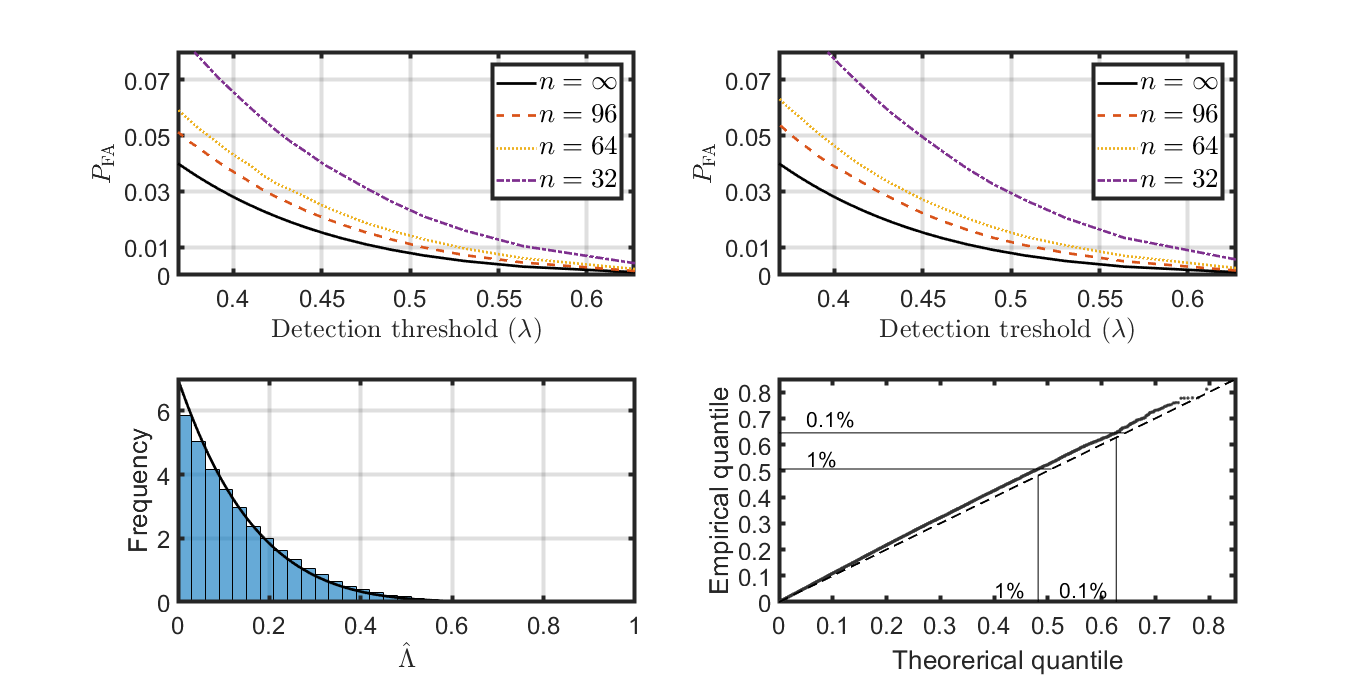 0.07
0.05
0.03
0.01
0
P_FA
n = ∞
n = 96
n = 64
n = 32
0.4 0.45 0.5 0.55 0.6
Detection threshold (λ)
0.07
0.05
0.03
0.01
0
P_FA
n = ∞
n = 96
n = 64
n = 32
0.4 0.45 0.5 0.55 0.6
Detection treshold (λ)
6
4
2
0
Frequency
0 0.2 0.4 0.6 0.8 1
Λ̂
0.8
0.7
0.6
0.5
0.4
0.3
0.2
0.1
0
Empirical quantile
0.1%
1%
1% 0.1%
0 0.1 0.2 0.3 0.4 0.5 0.6 0.7 0.8
Theorerical quantile